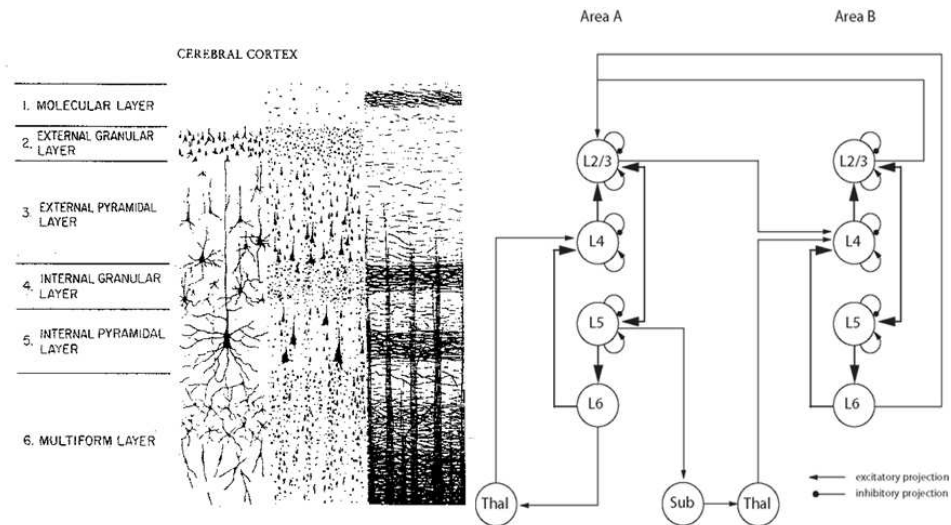 CEREBRAL CORTEX
1. MOLECULAR LAYER
2. EXTERNAL GRANULAR
LAYER
3. EXTERNAL PYRAMIDAL
LAYER
4. INTERNAL GRANULAR
LAYER
5. INTERNAL PYRAMIDAL
LAYER
6. MULTIFORM LAYER
Area A
Area B
L2/3
L2/3
L4
L4
L5
L5
L6
L6
Thal
Sub
Thal
excitatory projection
inhibitory projection